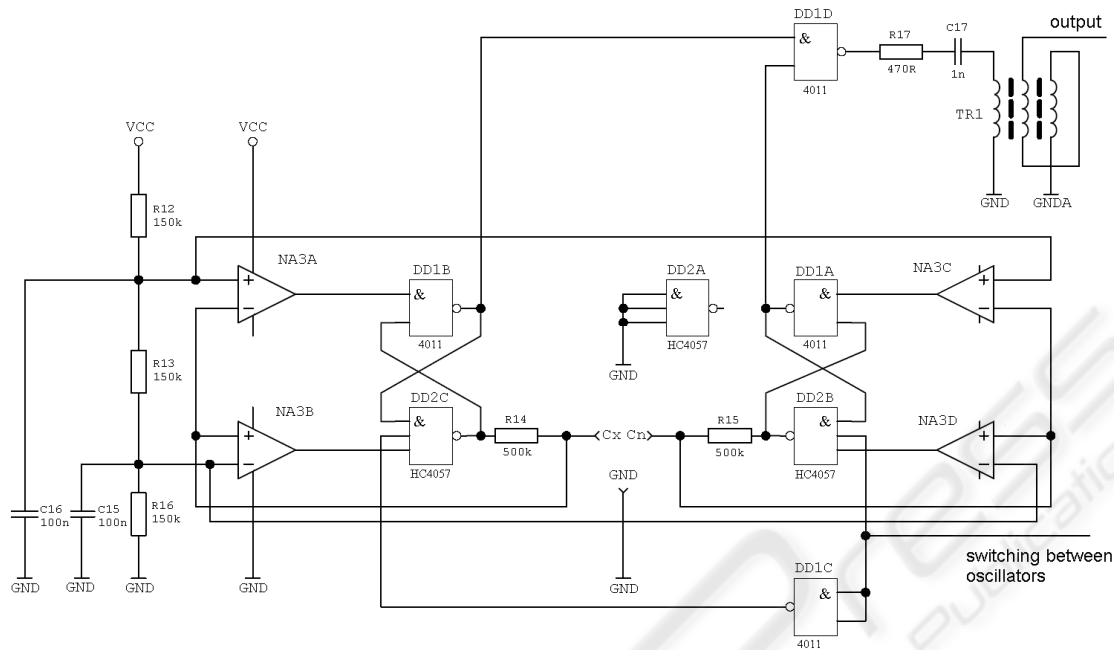 DD1D
output
&
4011
R17
470R
C17
1n
TR1
GND
GNDA
VCC
VCC
R12
150k
NA3A
+
−
DD1B
&
4011
DD2A
&
HC4057
GND
DD1A
&
4011
NA3C
+
−
R13
150k
NA3B
+
−
DD2C
&
HC4057
R14
500k
Cx Cn
GND
R15
500k
DD2B
&
HC4057
NA3D
+
−
C16
100n
C15
100n
R16
150k
GND
GND
GND
GND
GND
switching between
oscillators
DD1C
&
4011
Press
Publications